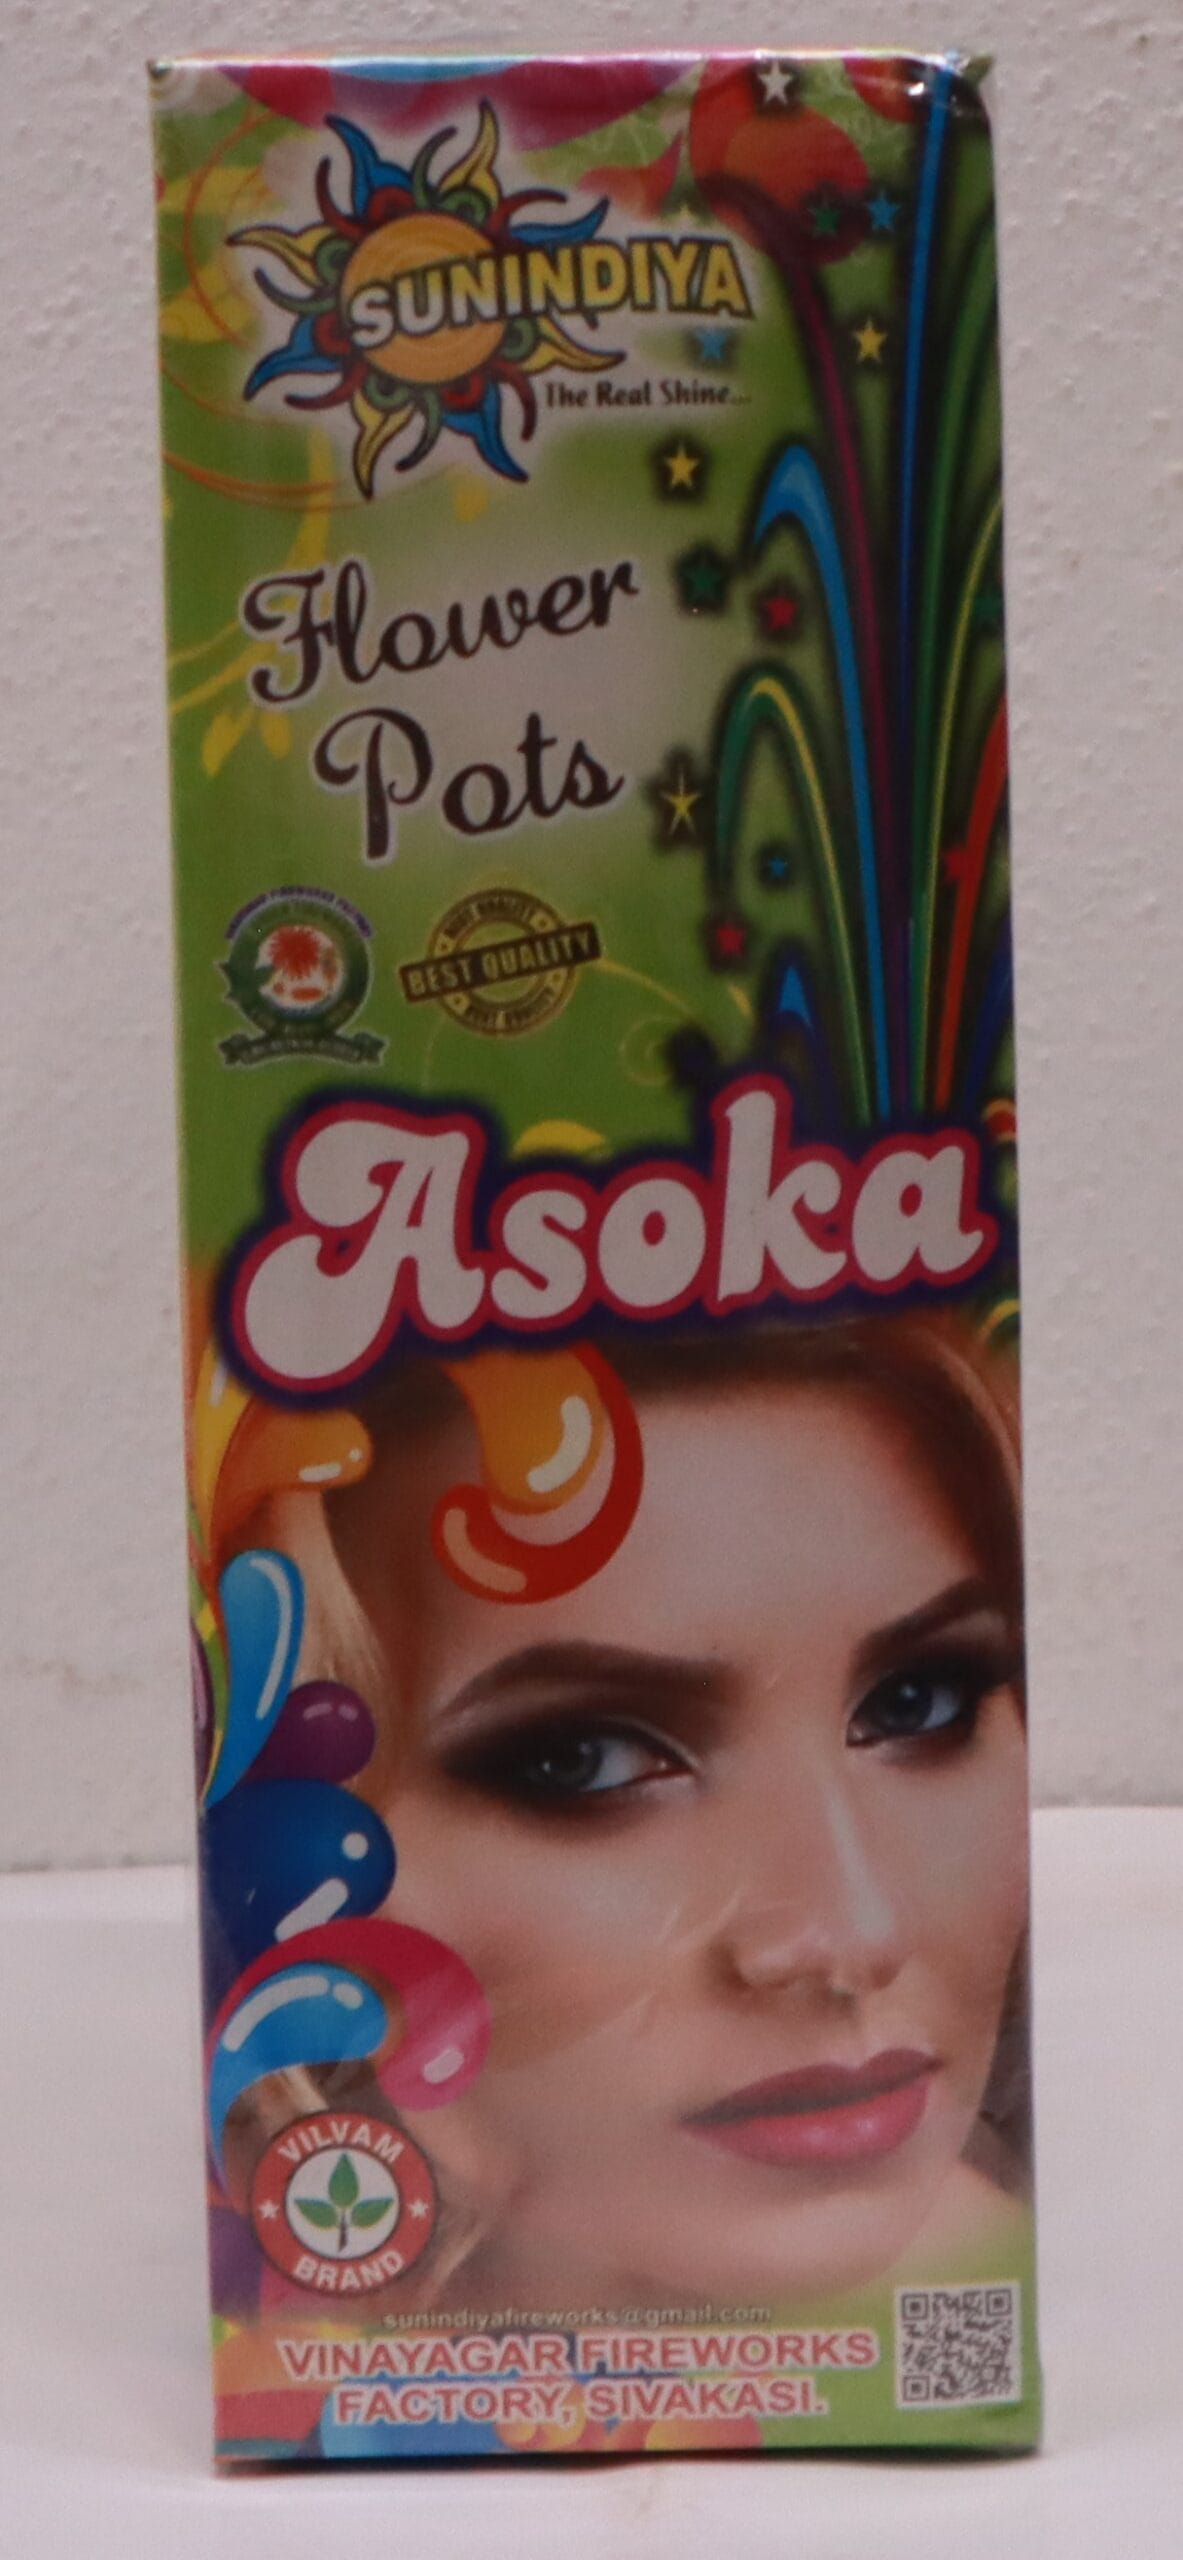 SUNINDIYA
The Real Shine...
Flower
Pots
BEST QUALITY
Asoka
VILVAM
BRAND
sunindiyafireworks@gmail.com
VINAYAGAR FIREWORKS
FACTORY, SIVAKASI.